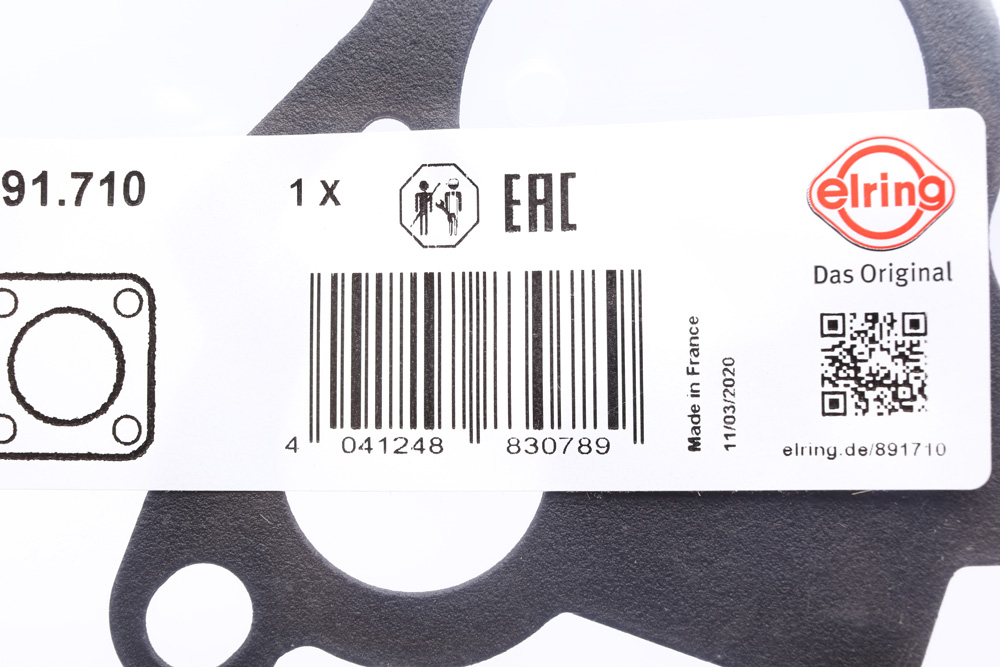 91.710
1 X
EAC
elring
Das Original
4 041248 830789
Made in France
11/03/2020
elring.de/891710